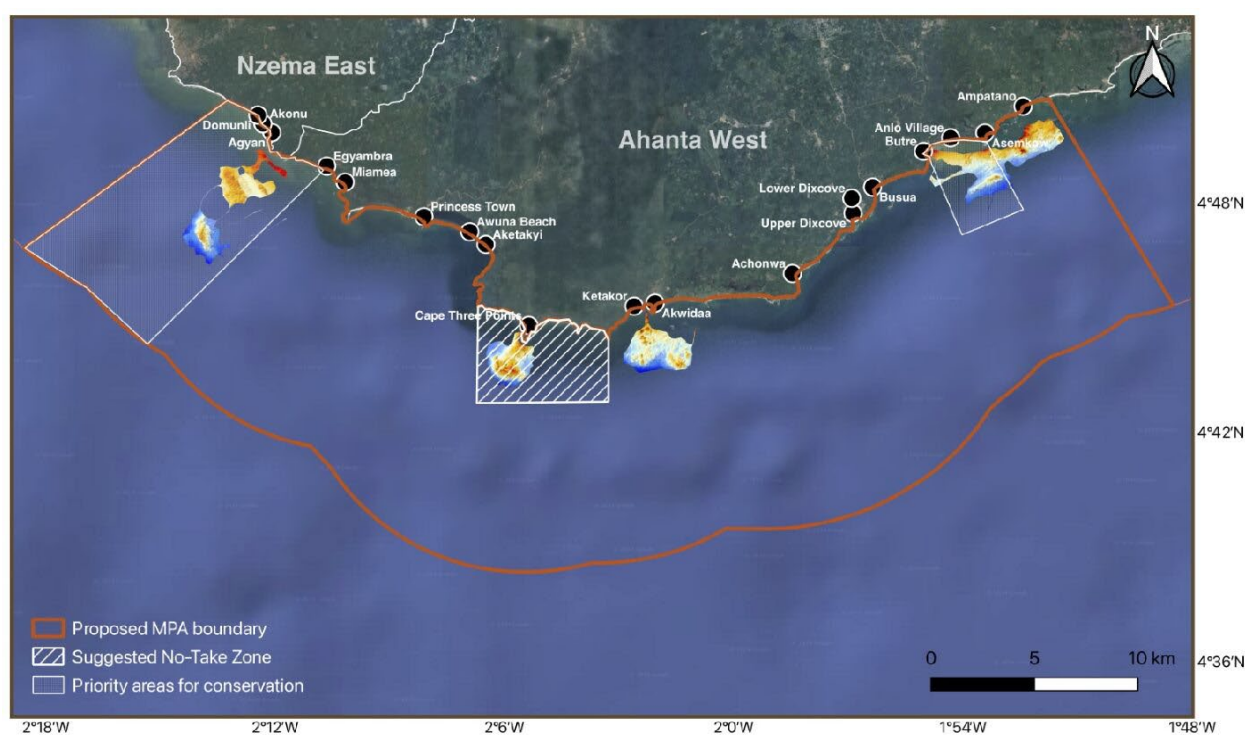 N
Nzema East
Ahanta West
Akonu
Domunli
Agyan
Egyambra
Miamea
Princess Town
Awuna Beach
Aketakyi
Cape Three Points
Ketakor
Akwidaa
Achonwa
Upper Dixcove
Lower Dixcove
Busua
Butre
Anlo Village
Asemkow
Ampatano
4°48'N
4°42'N
4°36'N
Proposed MPA boundary
Suggested No-Take Zone
Priority areas for conservation
0 5 10 km
2°18'W 2°12'W 2°6'W 2°0'W 1°54'W 1°48'W